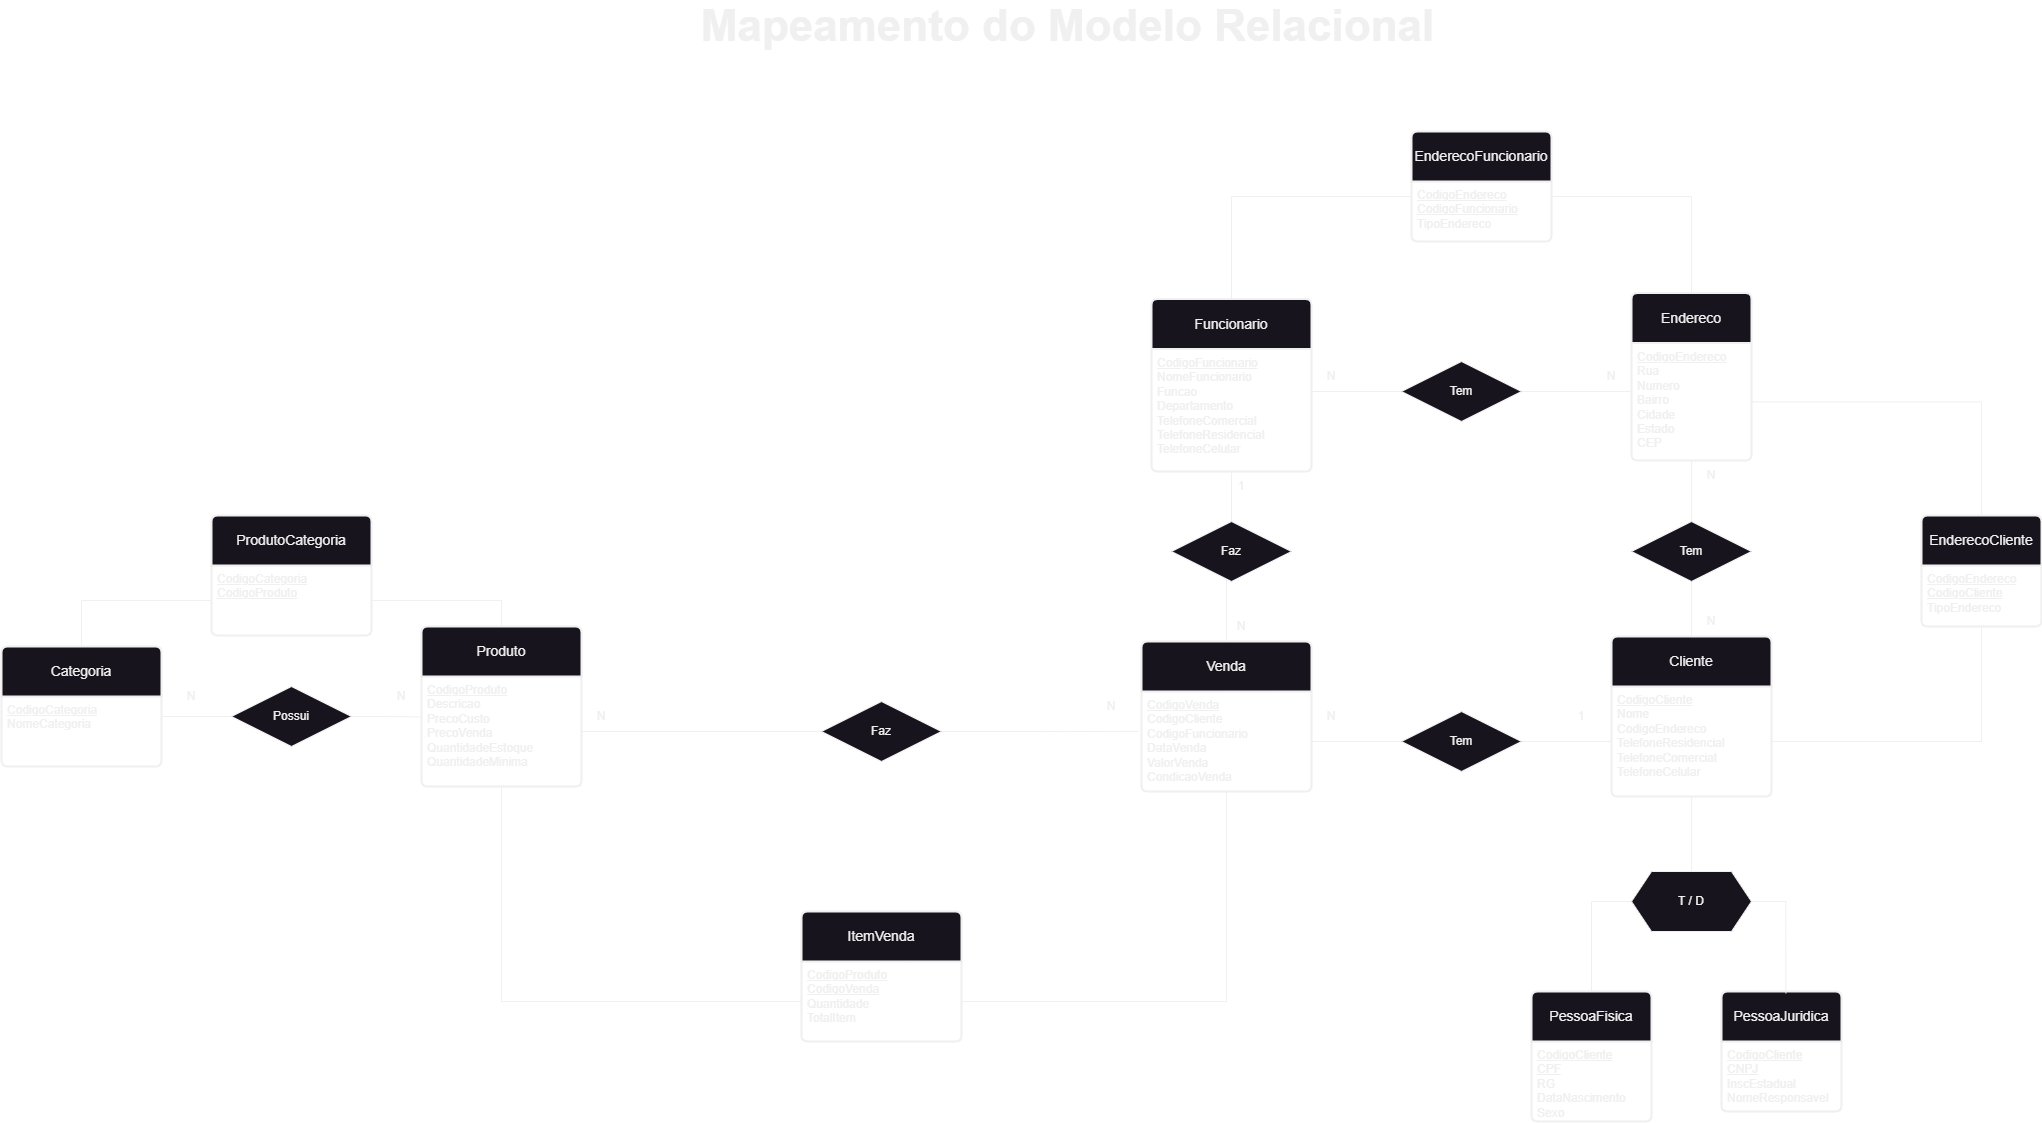 Mapeamento do Modelo Relacional
EnderecoFuncionario
CodigoEndereco
CodigoFuncionario
TipoEndereco
Funcionario
CodigoFuncionario
NomeFuncionario
Funcao
Departamento
TelefoneComercial
TelefoneResidencial
TelefoneCelular
N
Tem
N
Endereco
CodigoEndereco
Rua
Numero
Bairro
Cidade
Estado
CEP
1
Faz
N
N
Tem
N
EnderecoCliente
CodigoEndereco
CodigoCliente
TipoEndereco
ProdutoCategoria
CodigoCategoria
CodigoProduto
Categoria
CodigoCategoria
NomeCategoria
N
Possui
N
Produto
CodigoProduto
Descricao
PrecoCusto
PrecoVenda
QuantidadeEstoque
QuantidadeMinima
N
Faz
N
Venda
CodigoVenda
CodigoCliente
CodigoFuncionario
DataVenda
ValorVenda
CondicaoVenda
N
Tem
1
Cliente
CodigoCliente
Nome
CodigoEndereco
TelefoneResidencial
TelefoneComercial
TelefoneCelular
T / D
ItemVenda
CodigoProduto
CodigoVenda
Quantidade
TotalItem
PessoaFisica
CodigoCliente
CPF
RG
DataNascimento
Sexo
PessoaJuridica
CodigoCliente
CNPJ
InscEstadual
NomeResponsavel